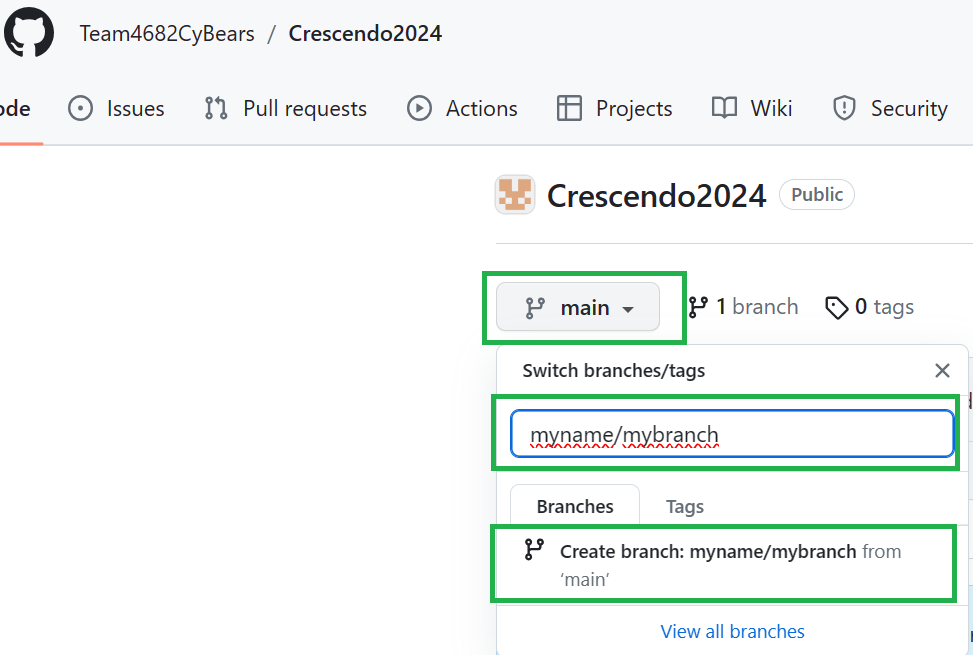 Team4682CyBears / Crescendo2024
ode Issues Pull requests Actions Projects Wiki Security
Crescendo2024 Public
main 1 branch 0 tags
Switch branches/tags
myname/mybranch
Branches Tags
Create branch: myname/mybranch from
‘main’
View all branches